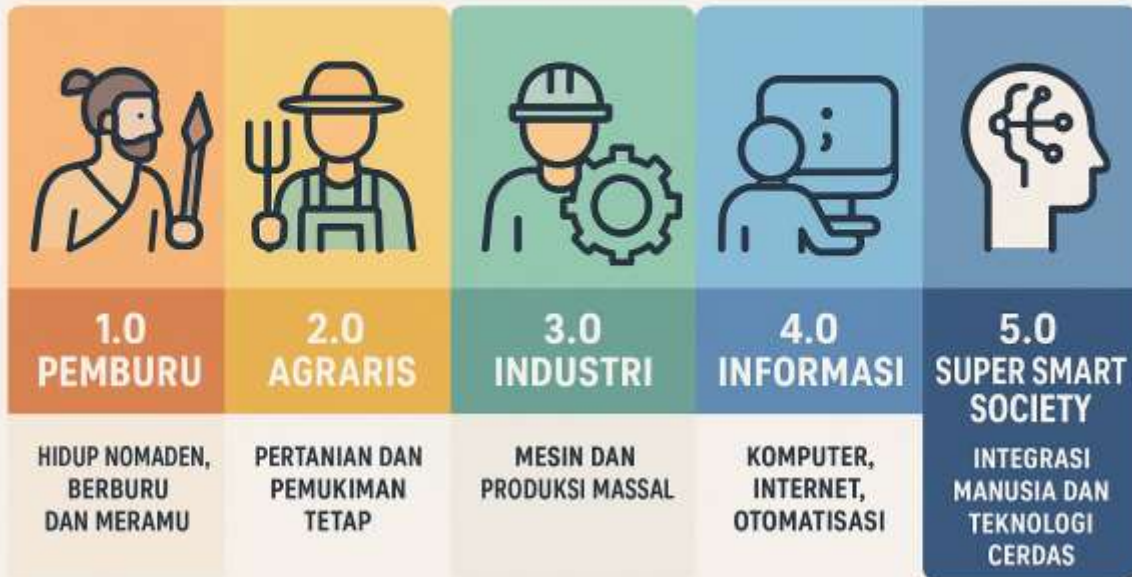 1.0
PEMBURU
HIDUP NOMADEN,
BERBURU
DAN MERAMU
2.0
AGRARIS
PERTANIAN DAN
PEMUKIMAN
TETAP
3.0
INDUSTRI
MESIN DAN
PRODUKSI MASSAL
;
4.0
INFORMASI
KOMPUTER,
INTERNET,
OTOMATISASI
5.0
SUPER SMART
SOCIETY
INTEGRASI
MANUSIA DAN
TEKNOLOGI
CERDAS